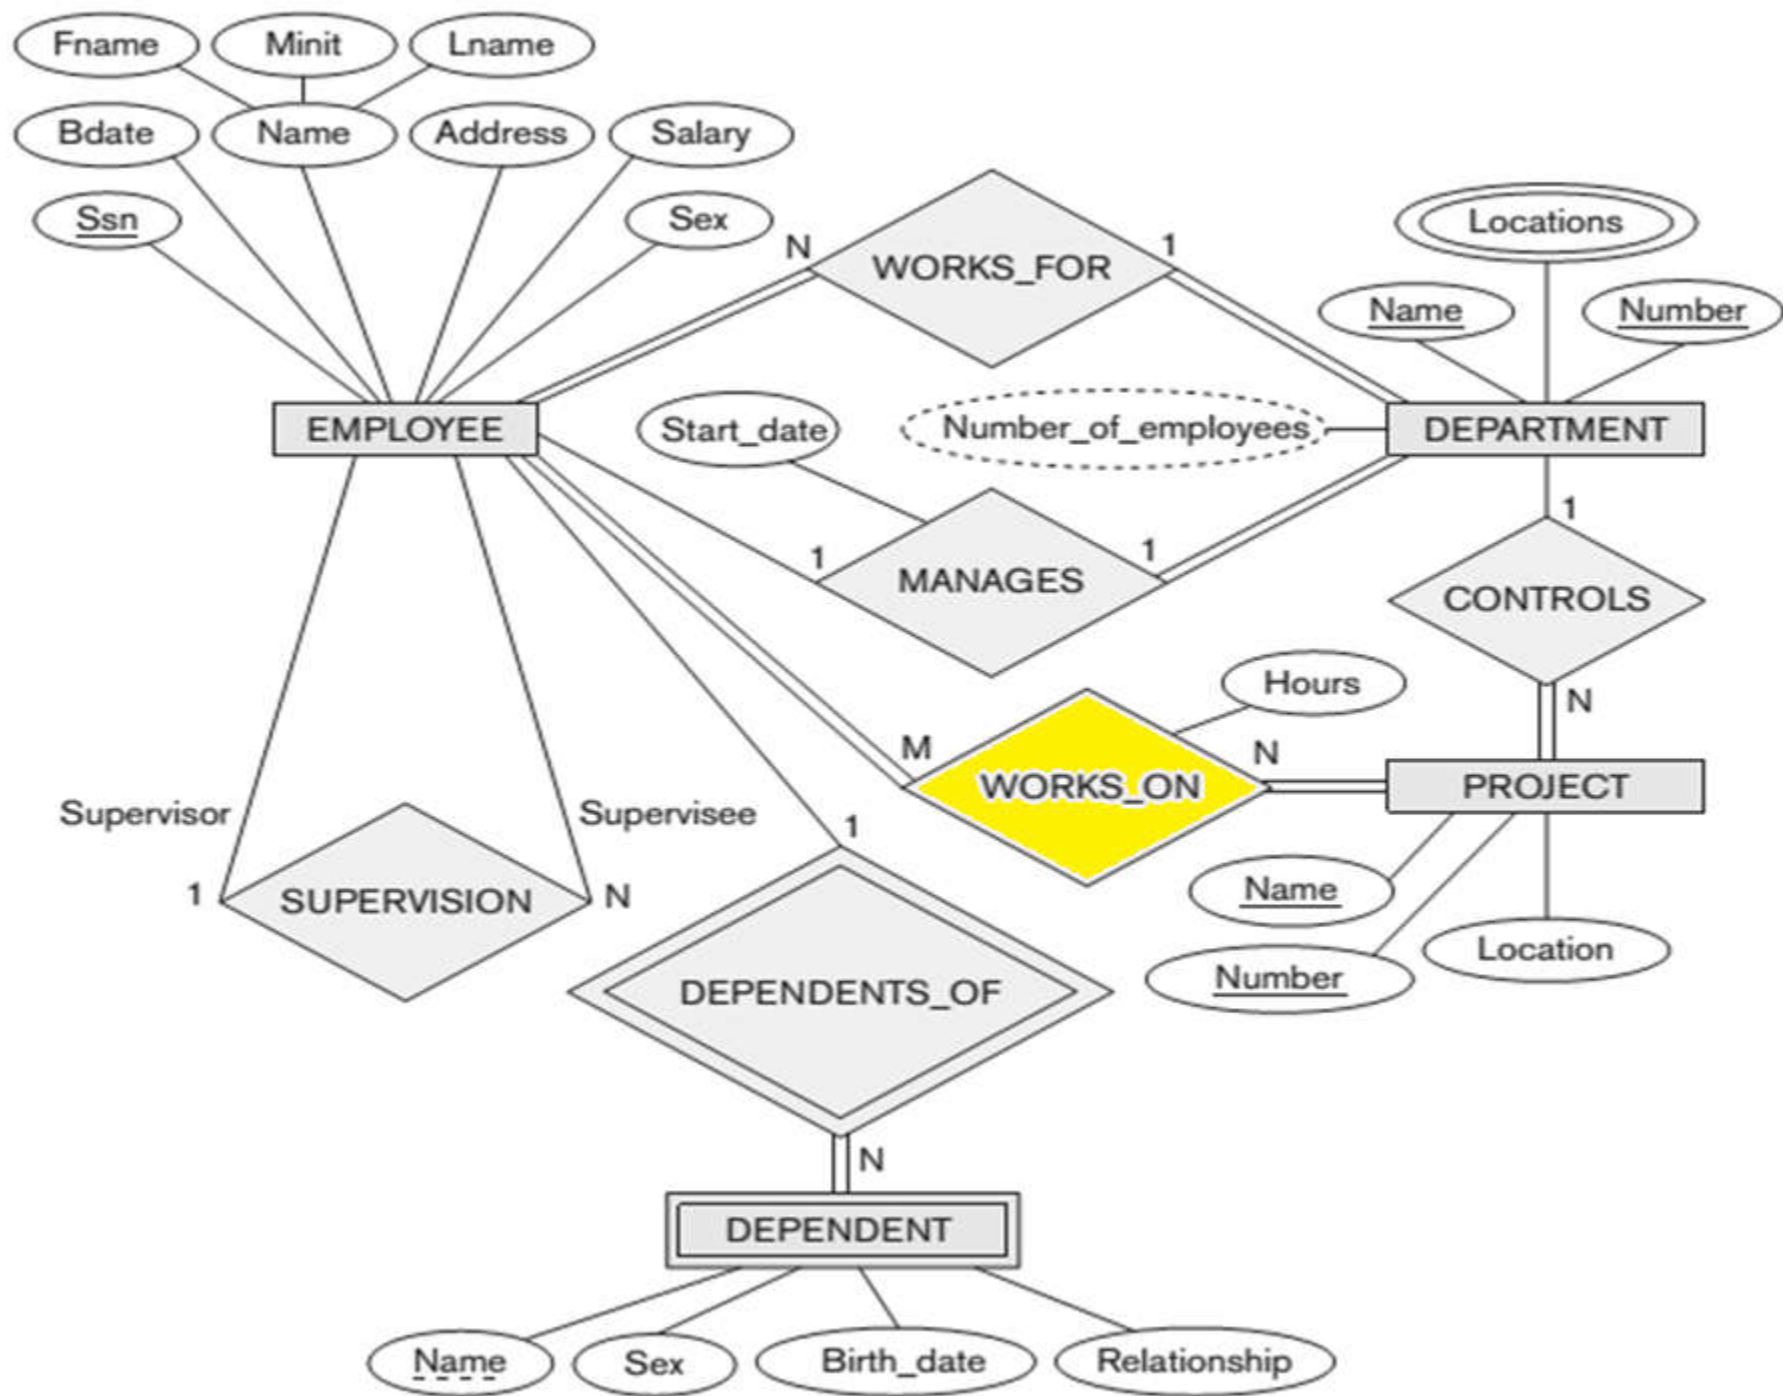 Fname
Minit
Lname
Bdate
Name
Address
Salary
Ssn
Sex
N
WORKS_FOR
1
Locations
Name
Number
EMPLOYEE
Start_date
Number_of_employees
DEPARTMENT
1
MANAGES
1
1
CONTROLS
N
Hours
M
WORKS_ON
N
PROJECT
Supervisor
Supervisee
1
SUPERVISION
N
1
Name
Number
Location
DEPENDENTS_OF
N
DEPENDENT
Name
Sex
Birth_date
Relationship